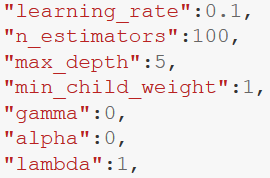 "learning_rate":0.1,
"n_estimators":100,
"max_depth":5,
"min_child_weight":1,
"gamma":0,
"alpha":0,
"lambda":1,